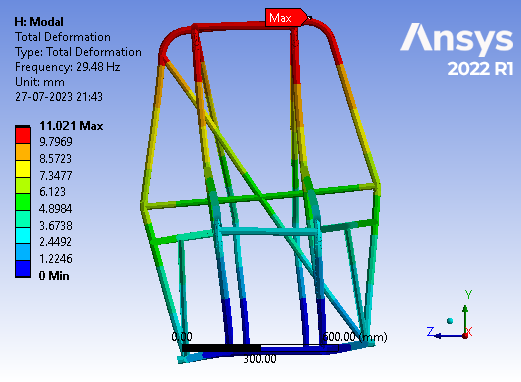 H: Modal
Total Deformation
Type: Total Deformation
Frequency: 29.48 Hz
Unit: mm
27-07-2023 21:43
11.021 Max
9.7969
8.5723
7.3477
6.123
4.8984
3.6738
2.4492
1.2246
0 Min
Max
Ansys
2022 R1
0.00
300.00
600.00 (mm)
Y
Z
X